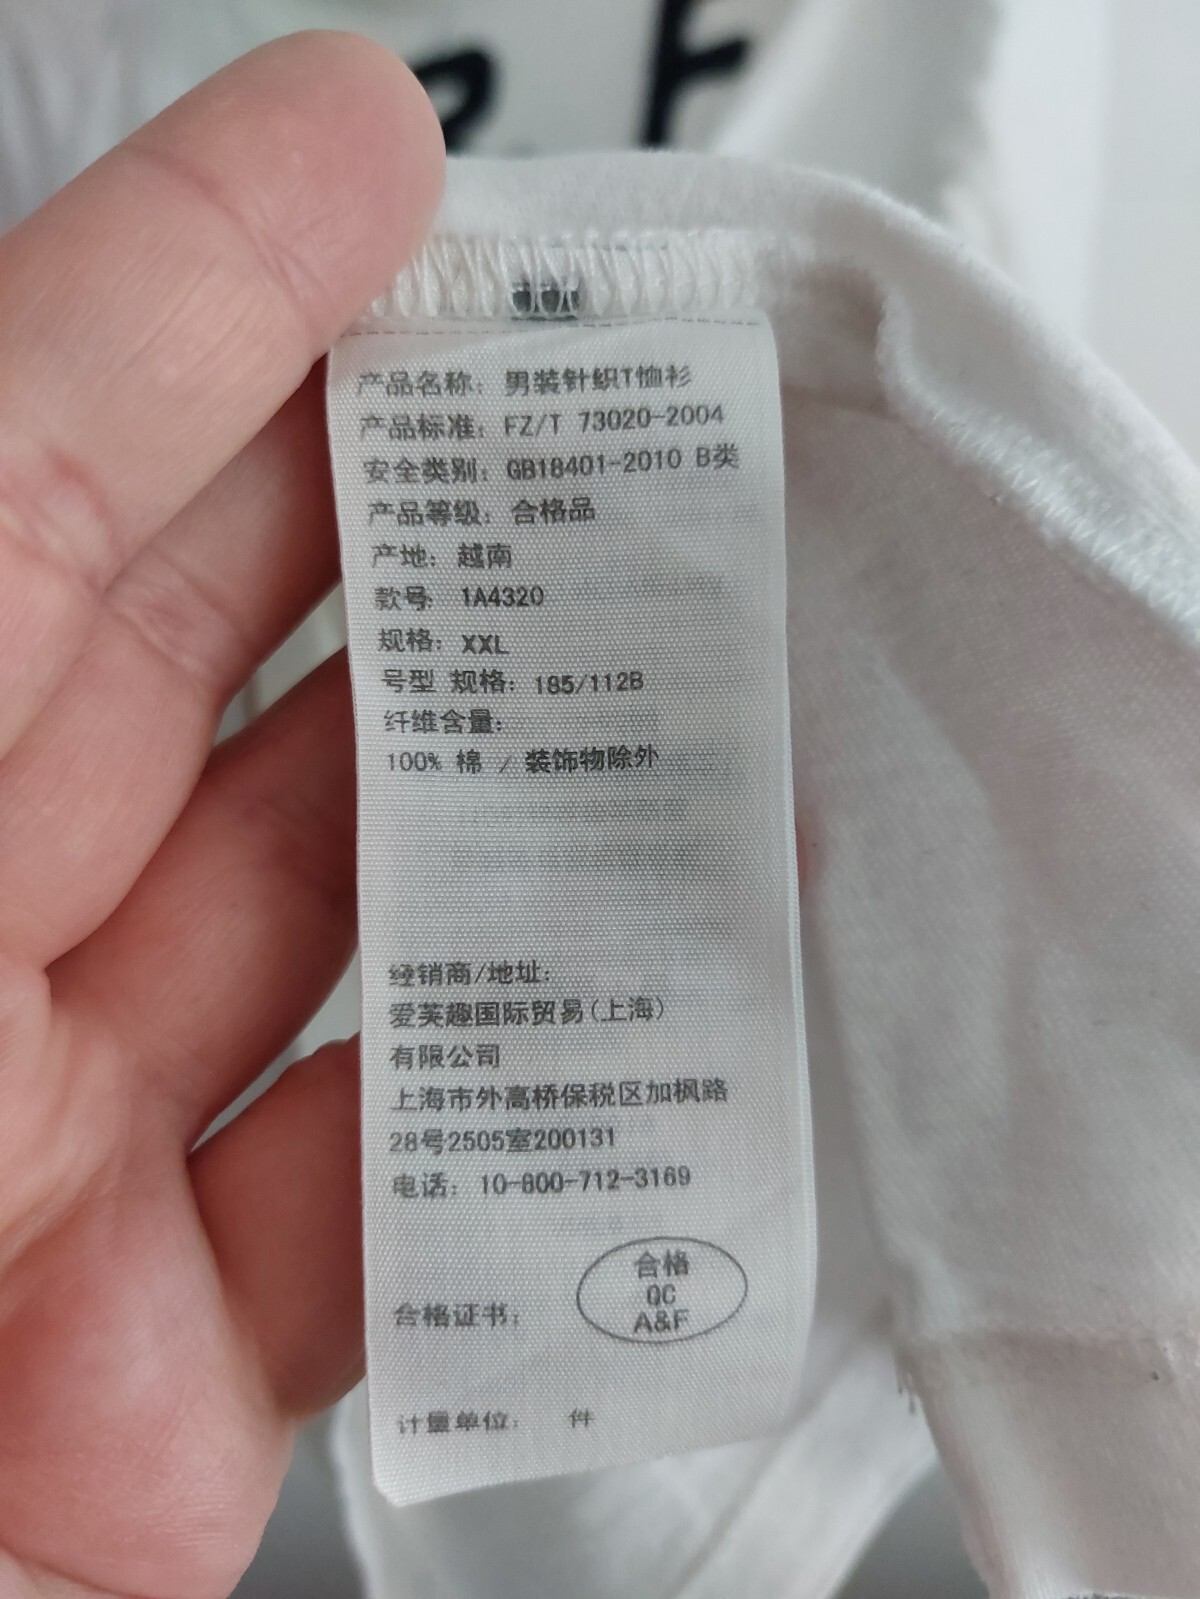 产品名称：男装针织T恤衫
产品标准：FZ/T 73020-2004
安全类别：GB18401-2010 B类
产品等级：合格品
产地：越南
款号：1A4320
规格：XXL
号型 规格：185/112B
纤维含量：
100% 棉 / 装饰物除外
经销商/地址：
爱芙趣国际贸易(上海)
有限公司
上海市外高桥保税区加枫路
28号2505室200131
电话：10-800-712-3169
合格
QC
A&F
合格证书：
计量单位： 件